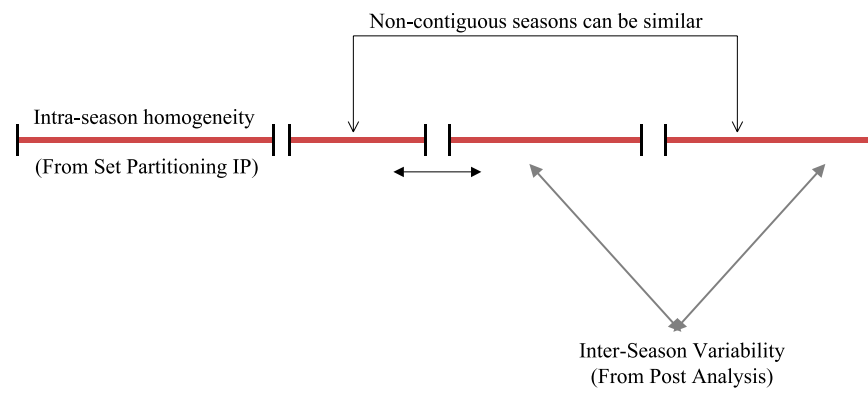 Non-contiguous seasons can be similar
Intra-season homogeneity
(From Set Partitioning IP)
Inter-Season Variability
(From Post Analysis)